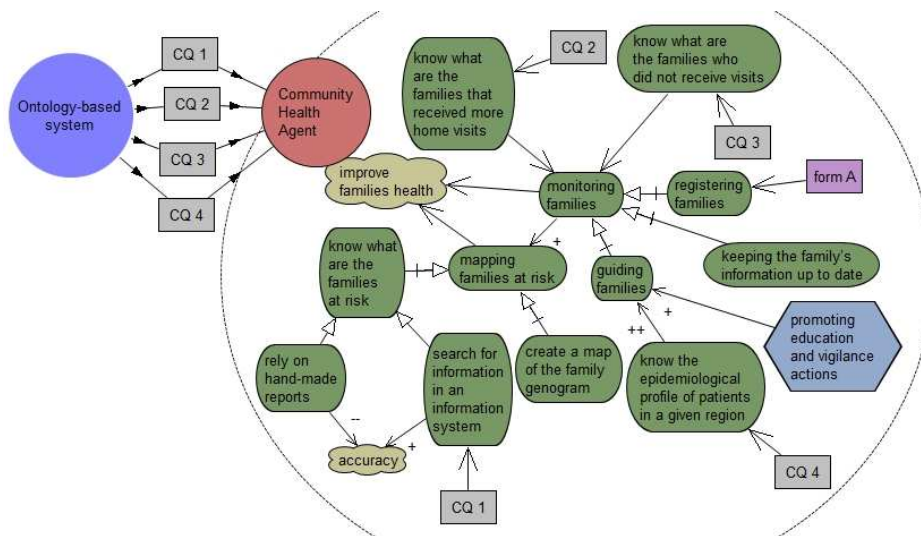 CQ 1
CQ 2
CQ 3
CQ 4
Ontology-based
system
Community
Health
Agent
know what
are the
families that
received more
home visits
CQ 2
know what are
the families who
did not receive visits
CQ 3
improve
families health
monitoring
families
registering
families
form A
know what
are the
families
at risk
mapping
families at risk
+
guiding
families
keeping the family's
information up to date
++
+
promoting
education
and vigilance
actions
rely on
hand-made
reports
search for
information
in an
information
system
create a map
of the family
genogram
know the
epidemiological
profile of patients
in a given region
--
+
accuracy
CQ 1
CQ 4